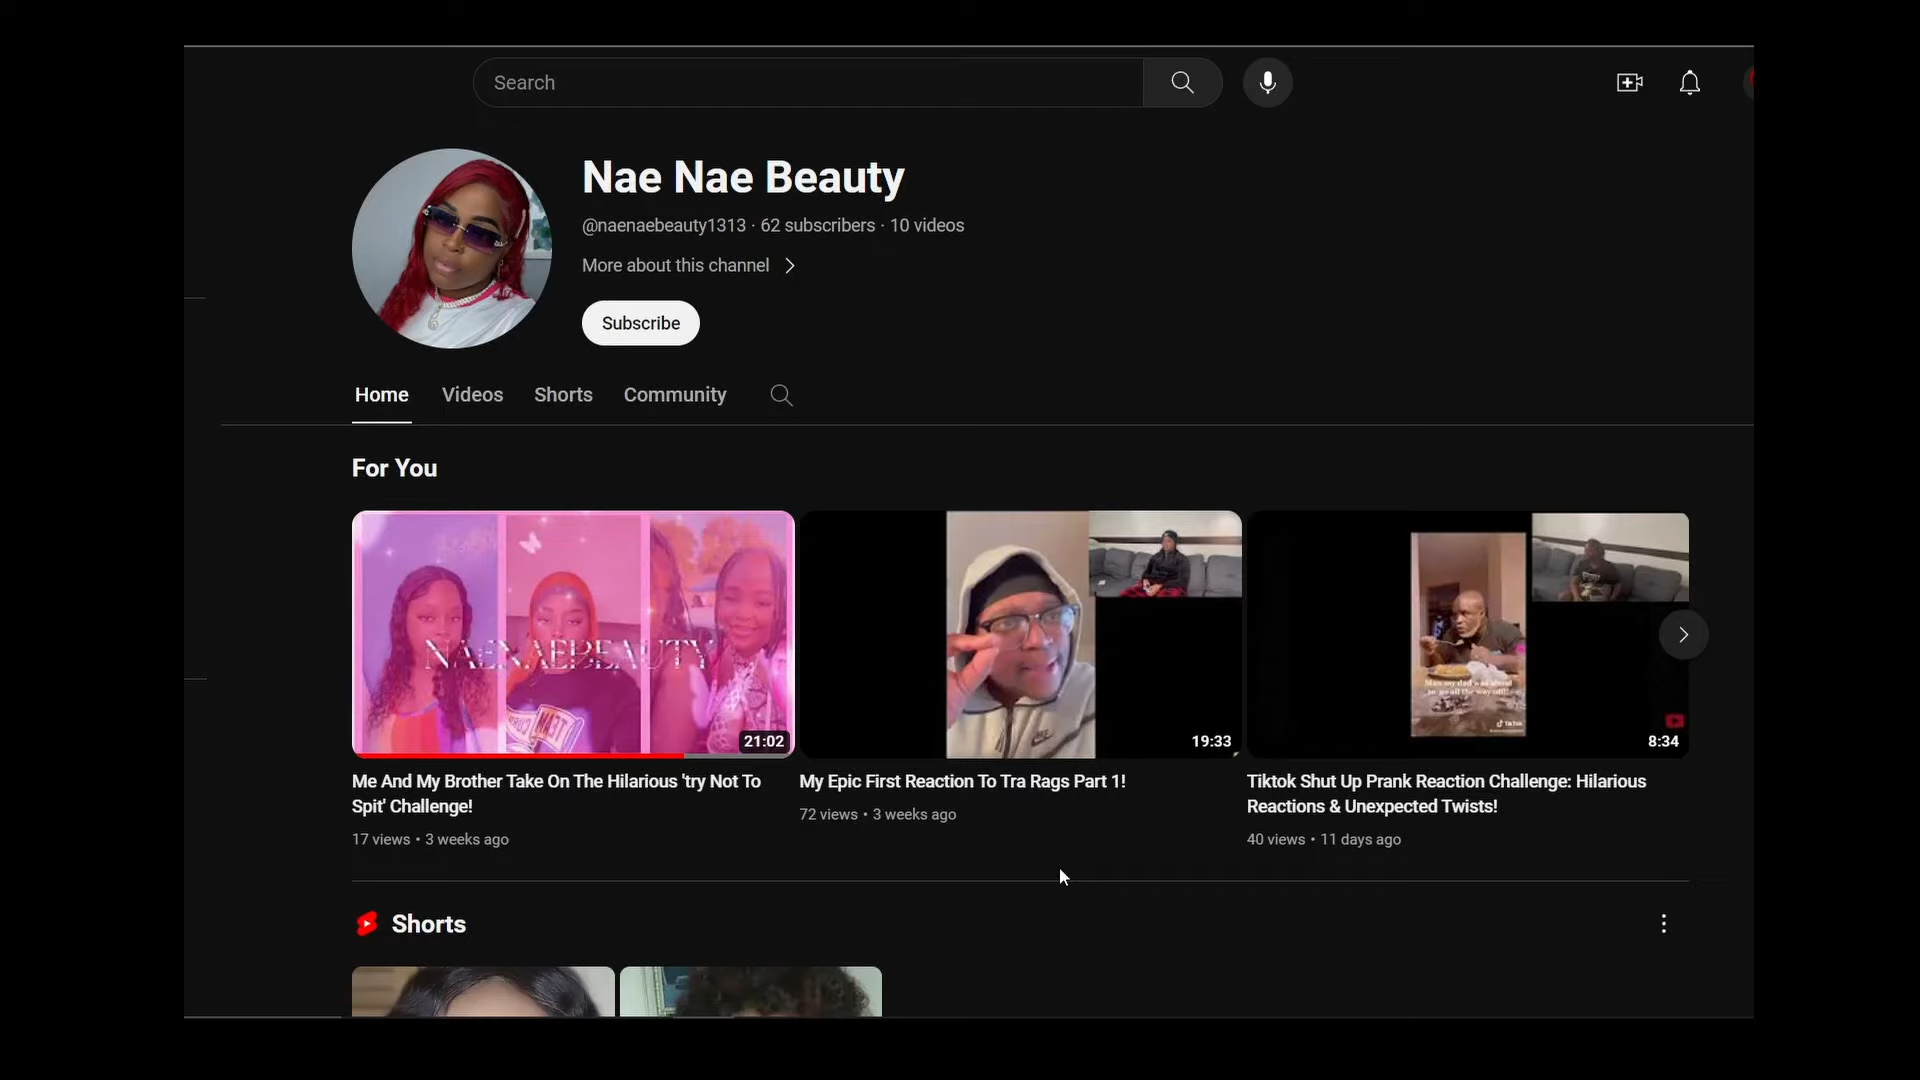 Search
Nae Nae Beauty
@naenaebeauty1313 · 62 subscribers · 10 videos
More about this channel
Subscribe
Home Videos Shorts Community
For You
NAENAEBEAUTY
21:02
19:33
8:34
Me And My Brother Take On The Hilarious 'try Not To
Spit' Challenge!
17 views • 3 weeks ago
My Epic First Reaction To Tra Rags Part 1!
72 views • 3 weeks ago
Tiktok Shut Up Prank Reaction Challenge: Hilarious
Reactions & Unexpected Twists!
40 views • 11 days ago
Shorts